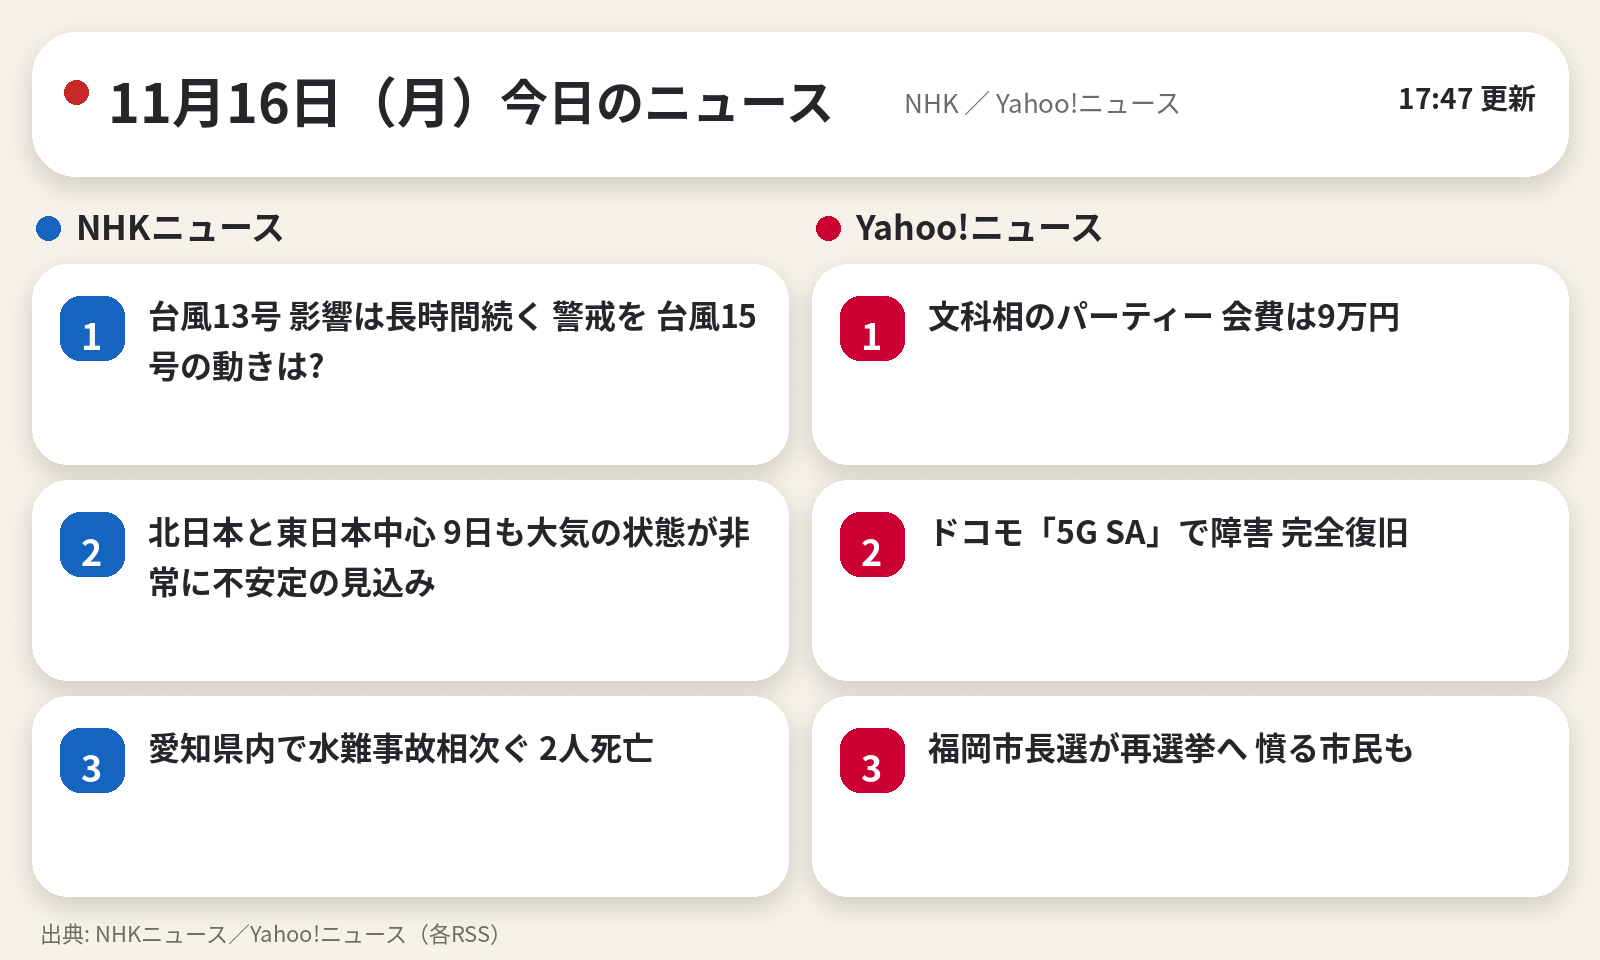 11月16日（月）今日のニュース
NHK ／ Yahoo!ニュース
17:47 更新
NHKニュース
1
台風13号 影響は長時間続く 警戒を 台風15
号の動きは?
2
北日本と東日本中心 9日も大気の状態が非
常に不安定の見込み
3
愛知県内で水難事故相次ぐ 2人死亡
Yahoo!ニュース
1
文科相のパーティー 会費は9万円
2
ドコモ「5G SA」で障害 完全復旧
3
福岡市長選が再選挙へ 憤る市民も
出典: NHKニュース／Yahoo!ニュース（各RSS）